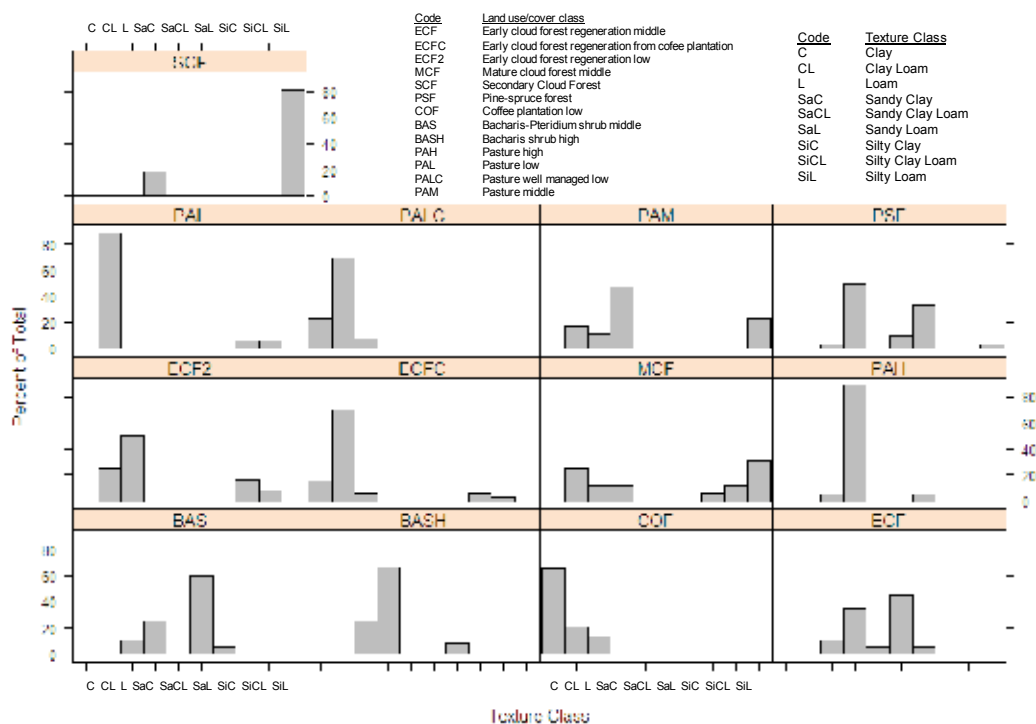 C CL L SaC SaCL SaL SiC SiCL SiL
SCF
80
60
40
20
0
Code Land use/cover class
ECF Early cloud forest regeneration middle
ECFC Early cloud forest regeneration from cofee plantation
ECF2 Early cloud forest regeneration low
MCF Mature cloud forest middle
SCF Secondary Cloud Forest
PSF Pine-spruce forest
COF Coffee plantation low
BAS Bacharis-Pteridium shrub middle
BASH Bacharis shrub high
PAH Pasture high
PAL Pasture low
PALC Pasture well managed low
PAM Pasture middle
Code Texture Class
C Clay
CL Clay Loam
L Loam
SaC Sandy Clay
SaCL Sandy Clay Loam
SaL Sandy Loam
SiC Silty Clay
SiCL Silty Clay Loam
SiL Silty Loam
PAL PALC PAM PSF
80
60
40
20
0
ECF2 ECFC MCF PAH
80
60
40
20
0
BAS BASH COF ECF
80
60
40
20
0
Percent of Total
C CL L SaC SaCL SaL SiC SiCL SiL C CL L SaC SaCL SaL SiC SiCL SiL
Texture Class